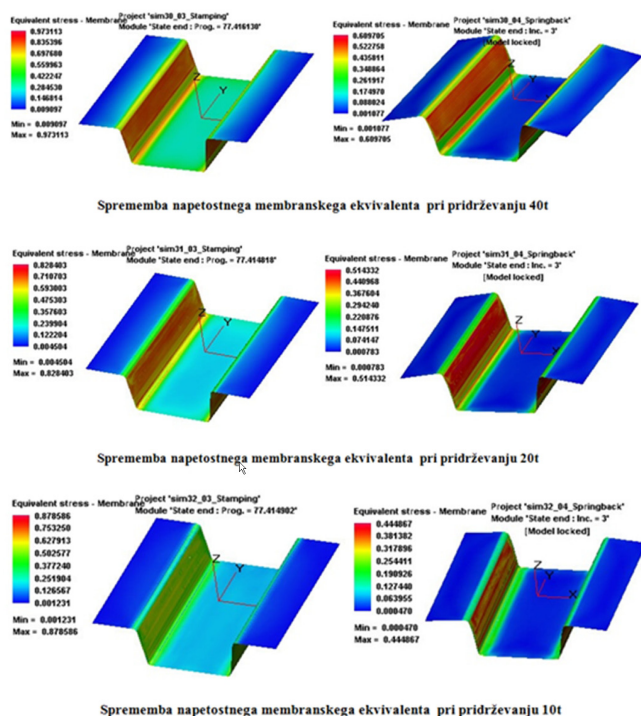 Equivalent stress - Membrane
0.973113
0.835396
0.697680
0.559963
0.422247
0.284530
0.146814
0.009097
Min = 0.009097
Max = 0.973113
Project 'sim30_03_Stamping'
Module 'State end : Prog. = 77.416130'
Z
Y
Equivalent stress - Membrane
0.609705
0.522758
0.435811
0.348864
0.261917
0.174970
0.088024
0.001077
Min = 0.001077
Max = 0.609705
Project 'sim30_04_Springback'
Module 'State end : Inc. = 3'
[Model locked]
Z
Y
Sprememba napetostnega membranskega ekvivalenta pri pridrževanju 40t
Equivalent stress - Membrane
0.828403
0.710703
0.593003
0.475303
0.357603
0.239904
0.122204
0.004504
Min = 0.004504
Max = 0.828403
Project 'sim31_03_Stamping'
Module 'State end : Prog. = 77.414818'
Z
Y
Equivalent stress - Membrane
0.514332
0.440968
0.367604
0.294240
0.220876
0.147511
0.074147
0.000783
Min = 0.000783
Max = 0.514332
Project 'sim31_04_Springback'
Module 'State end : Inc. = 3'
[Model locked]
Z
Y
X
Sprememba napetostnega membranskega ekvivalenta pri pridrževanju 20t
Equivalent stress - Membrane
0.878586
0.753250
0.627913
0.502577
0.377240
0.251904
0.126567
0.001231
Min = 0.001231
Max = 0.878586
Project 'sim32_03_Stamping'
Module 'State end : Prog. = 77.414902'
Z
Y
Equivalent stress - Membrane
0.444867
0.381382
0.317896
0.254411
0.190926
0.127440
0.063955
0.000470
Min = 0.000470
Max = 0.444867
Project 'sim32_04_Springback'
Module 'State end : Inc. = 3'
[Model locked]
Z
Y
X
Sprememba napetostnega membranskega ekvivalenta pri pridrževanju 10t